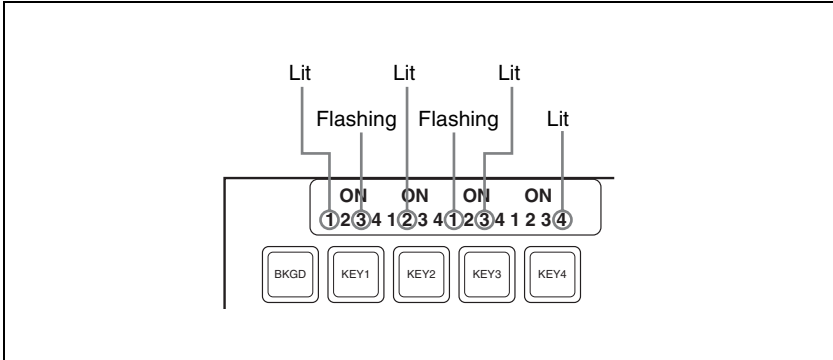 Lit Lit Lit
Flashing Flashing Lit
ON ON ON ON
1 2 3 4 1 2 3 4 1 2 3 4 1 2 3 4
BKGD KEY1 KEY2 KEY3 KEY4